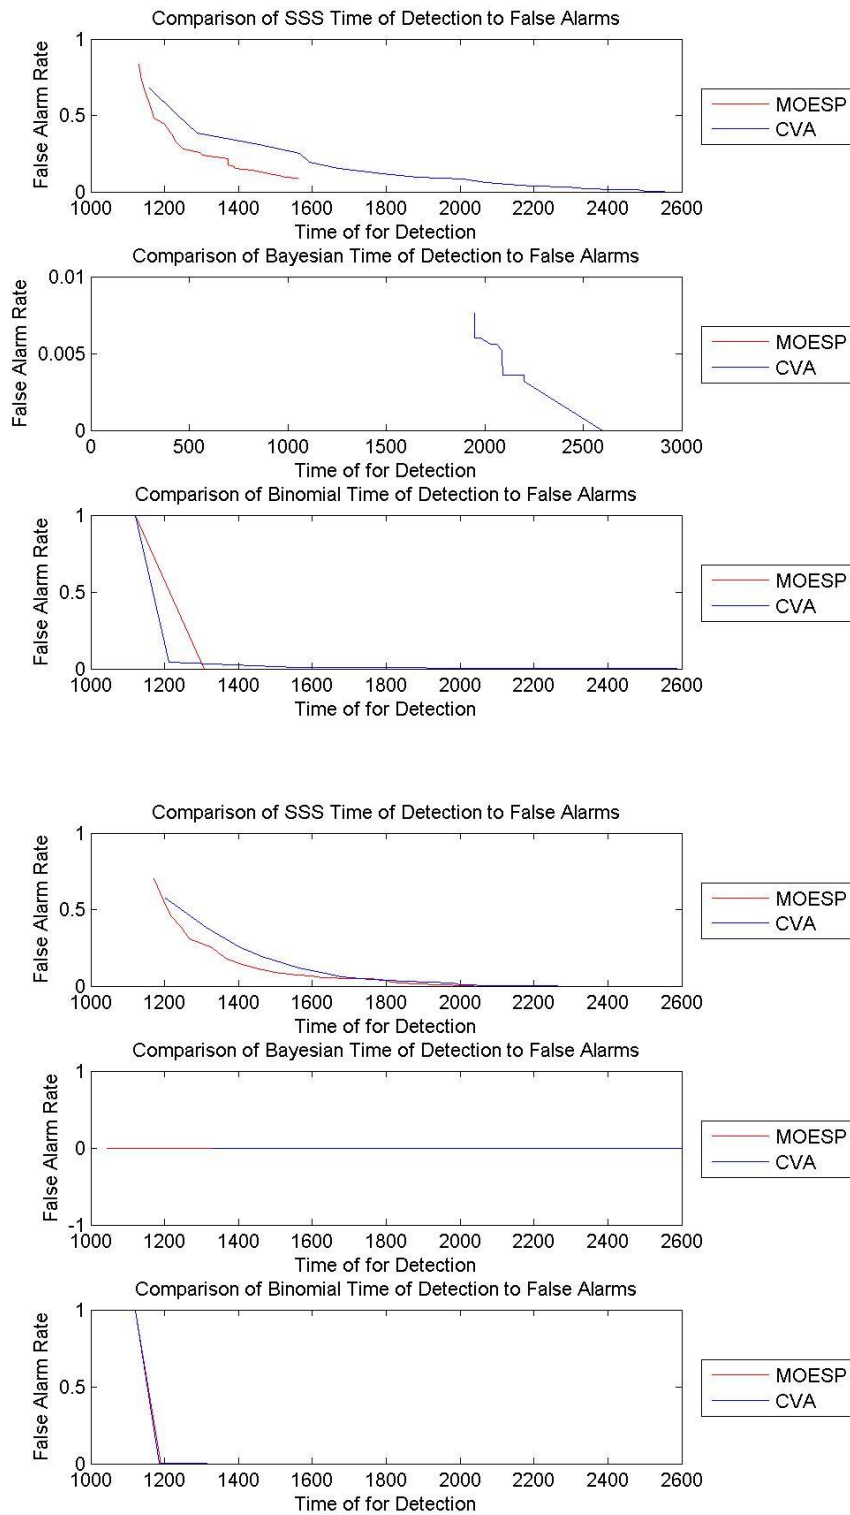 Comparison of SSS Time of Detection to False Alarms
1
0.5
0
False Alarm Rate
1000 1200 1400 1600 1800 2000 2200 2400 2600
Time of for Detection
MOESP
CVA
Comparison of Bayesian Time of Detection to False Alarms
0.01
0.005
0
False Alarm Rate
0 500 1000 1500 2000 2500 3000
Time of for Detection
MOESP
CVA
Comparison of Binomial Time of Detection to False Alarms
1
0.5
0
False Alarm Rate
1000 1200 1400 1600 1800 2000 2200 2400 2600
Time of for Detection
MOESP
CVA
Comparison of SSS Time of Detection to False Alarms
1
0.5
0
False Alarm Rate
1000 1200 1400 1600 1800 2000 2200 2400 2600
Time of for Detection
MOESP
CVA
Comparison of Bayesian Time of Detection to False Alarms
1
0
-1
False Alarm Rate
1000 1200 1400 1600 1800 2000 2200 2400 2600
Time of for Detection
MOESP
CVA
Comparison of Binomial Time of Detection to False Alarms
1
0.5
0
False Alarm Rate
1000 1200 1400 1600 1800 2000 2200 2400 2600
Time of for Detection
MOESP
CVA